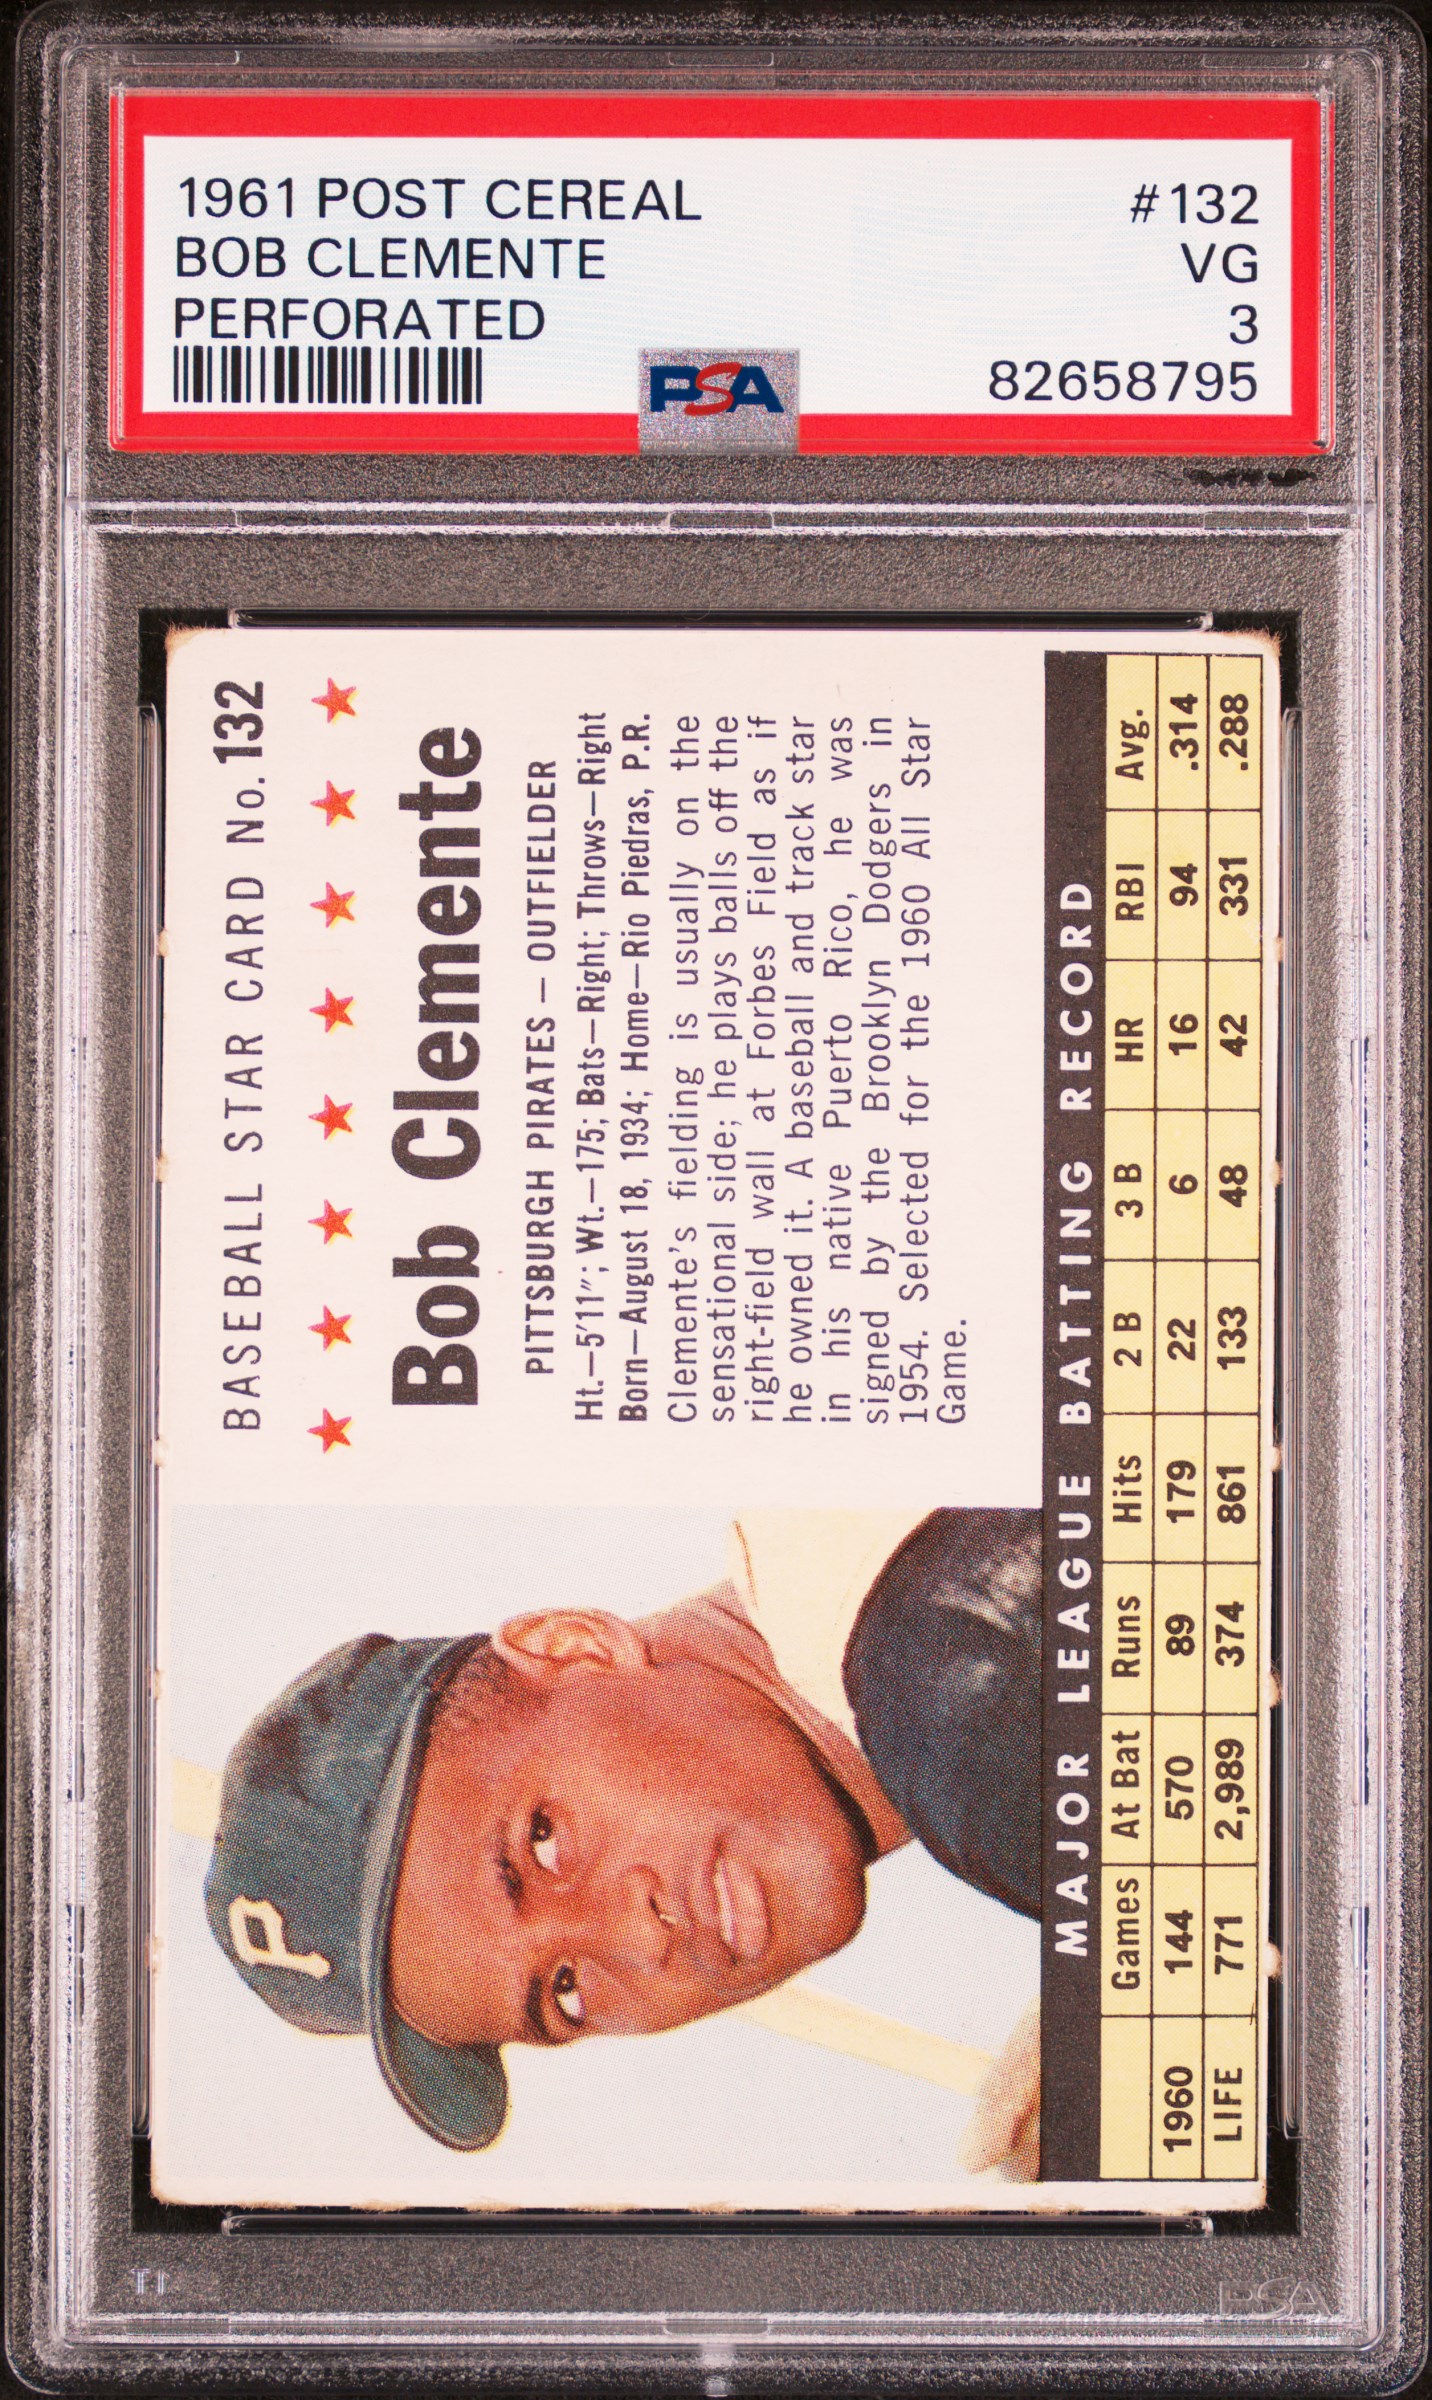 1961 POST CEREAL #132
BOB CLEMENTE VG
PERFORATED 3
82658795
PSA
BASEBALL STAR CARD No. 132
Bob Clemente
PITTSBURGH PIRATES — OUTFIELDER
Ht.—5'11"; Wt.—175; Bats—Right; Throws—Right
Born—August 18, 1934; Home—Rio Piedras, P.R.
Clemente's fielding is usually on the
sensational side; he plays balls off the
right-field wall at Forbes Field as if
he owned it. A baseball and track star
in his native Puerto Rico, he was
signed by the Brooklyn Dodgers in
1954. Selected for the 1960 All Star
Game.
P
MAJOR LEAGUE BATTING RECORD
Games At Bat Runs Hits 2 B 3 B HR RBI Avg.
1960 144 570 89 179 22 6 16 94 .314
LIFE 771 2,989 374 861 133 48 42 331 .288
PSA